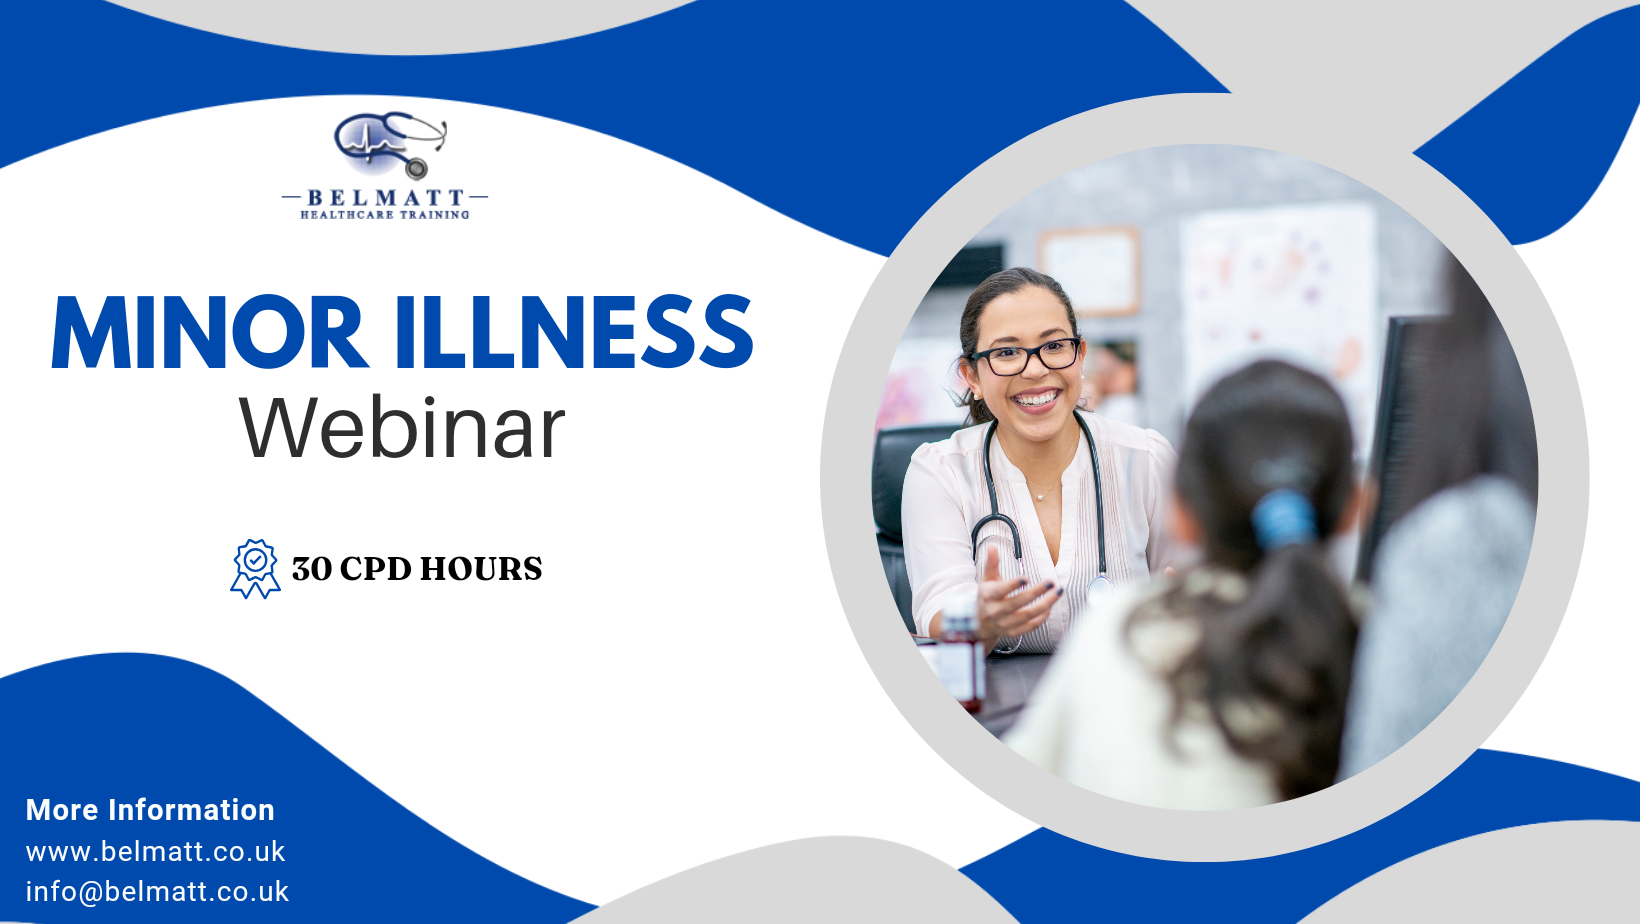 BELMATT
HEALTHCARE TRAINING
MINOR ILLNESS
Webinar
30 CPD HOURS
More Information
www.belmatt.co.uk
info@belmatt.co.uk